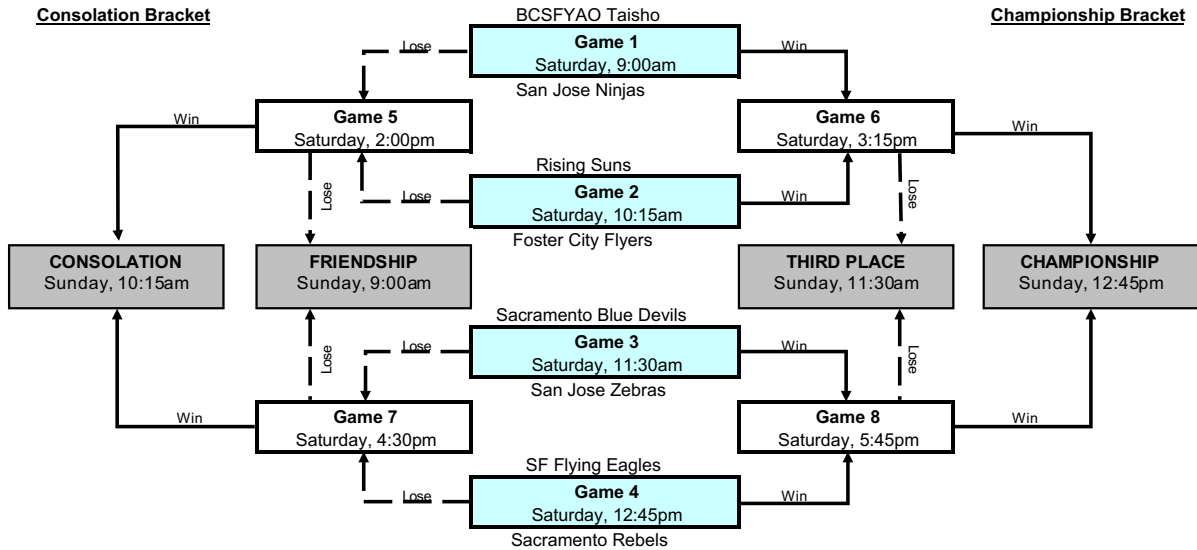 Consolation Bracket
BCSFYAO Taisho
Championship Bracket
Lose
Game 1
Saturday, 9:00am
Win
San Jose Ninjas
Win
Game 5
Saturday, 2:00pm
Game 6
Saturday, 3:15pm
Win
Rising Suns
Lose
Lose
Game 2
Saturday, 10:15am
Win
Lose
Foster City Flyers
CONSOLATION
Sunday, 10:15am
FRIENDSHIP
Sunday, 9:00am
THIRD PLACE
Sunday, 11:30am
CHAMPIONSHIP
Sunday, 12:45pm
Sacramento Blue Devils
Lose
Lose
Game 3
Saturday, 11:30am
Win
Lose
San Jose Zebras
Win
Game 7
Saturday, 4:30pm
Game 8
Saturday, 5:45pm
Win
SF Flying Eagles
Lose
Game 4
Saturday, 12:45pm
Win
Sacramento Rebels